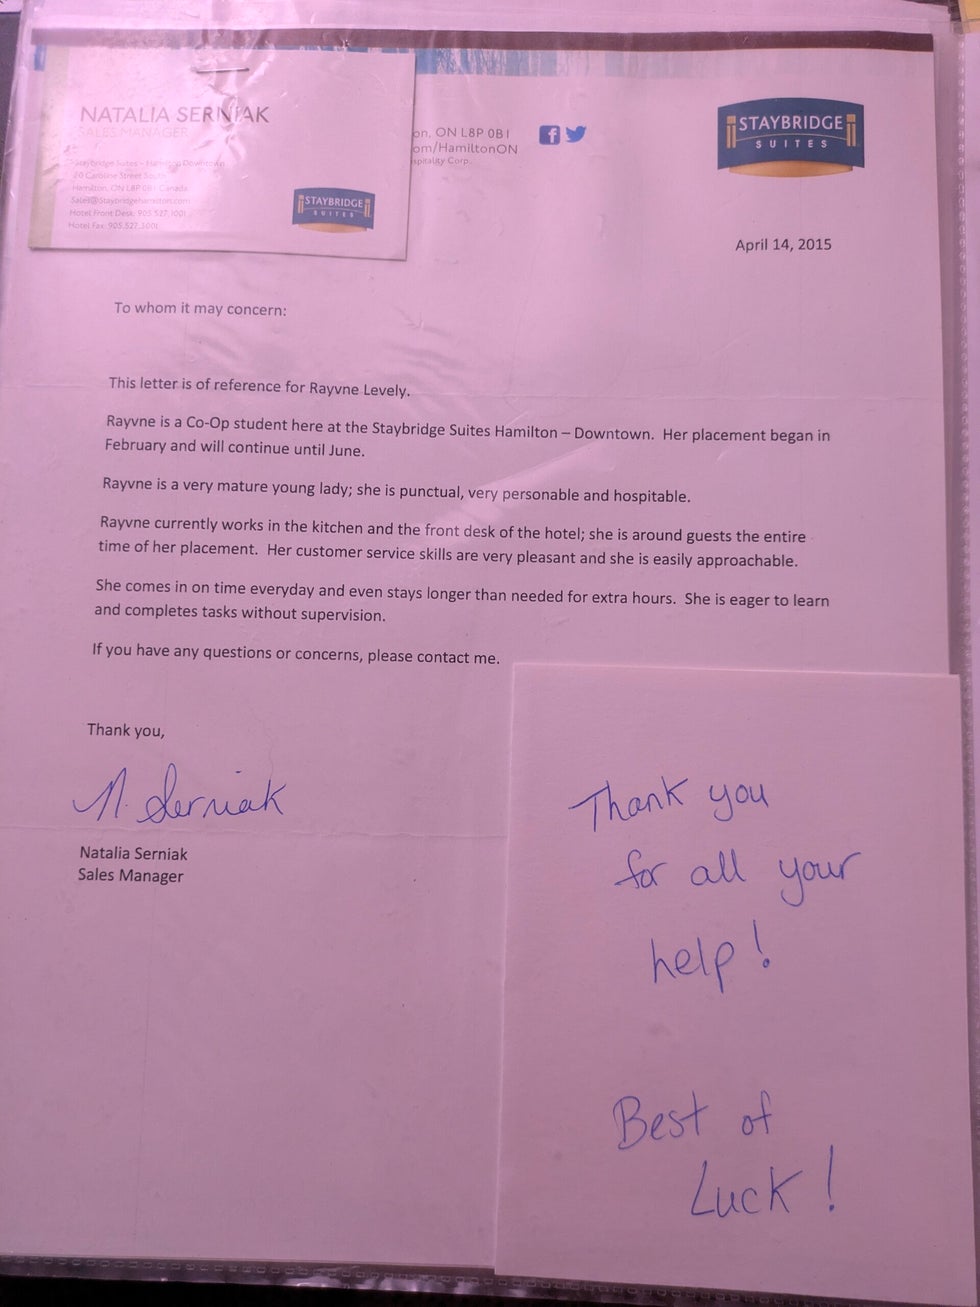 NATALIA SERNIAK
SALES MANAGER
Staybridge Suites – Hamilton Downtown
20 Caroline Street South
Hamilton, ON L8P 0B1 Canada
Sales@Staybridgehamilton.com
Hotel Front Desk: 905.527.1001
Hotel Fax: 905.527.3001
STAYBRIDGE
SUITES
on, ON L8P 0B1
om/HamiltonON
spitality Corp.
STAYBRIDGE
SUITES
April 14, 2015
To whom it may concern:
This letter is of reference for Rayvne Levely.
Rayvne is a Co-Op student here at the Staybridge Suites Hamilton – Downtown. Her placement began in
February and will continue until June.
Rayvne is a very mature young lady; she is punctual, very personable and hospitable.
Rayvne currently works in the kitchen and the front desk of the hotel; she is around guests the entire
time of her placement. Her customer service skills are very pleasant and she is easily approachable.
She comes in on time everyday and even stays longer than needed for extra hours. She is eager to learn
and completes tasks without supervision.
If you have any questions or concerns, please contact me.
Thank you,
N. Serniak
Natalia Serniak
Sales Manager
Thank you
for all your
help!
Best of
Luck!